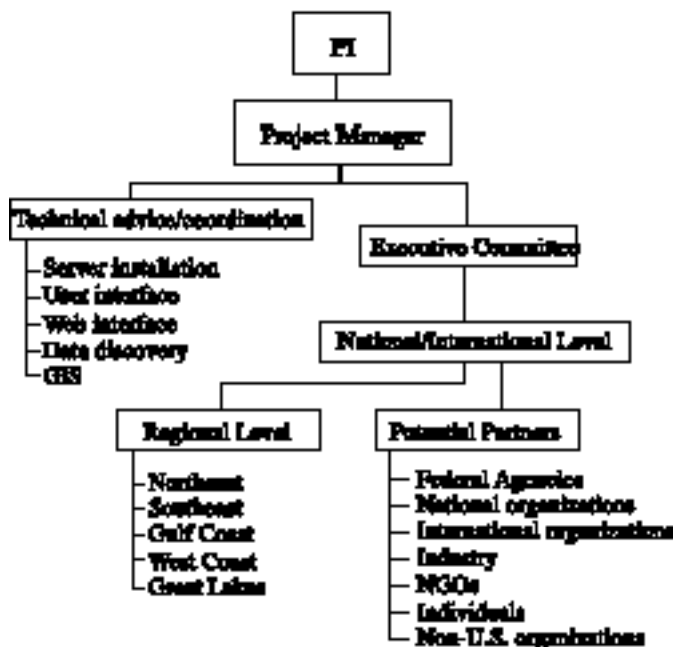 PI
Project Manager
Technical advice/coordination
Server installation
User interface
Web interface
Data discovery
GIS
Executive Committee
National/International Level
Regional Level
Northeast
Southeast
Gulf Coast
West Coast
Great Lakes
Potential Partners
Federal Agencies
National organizations
International organizations
Industry
NGOs
Individuals
Non-U.S. organizations